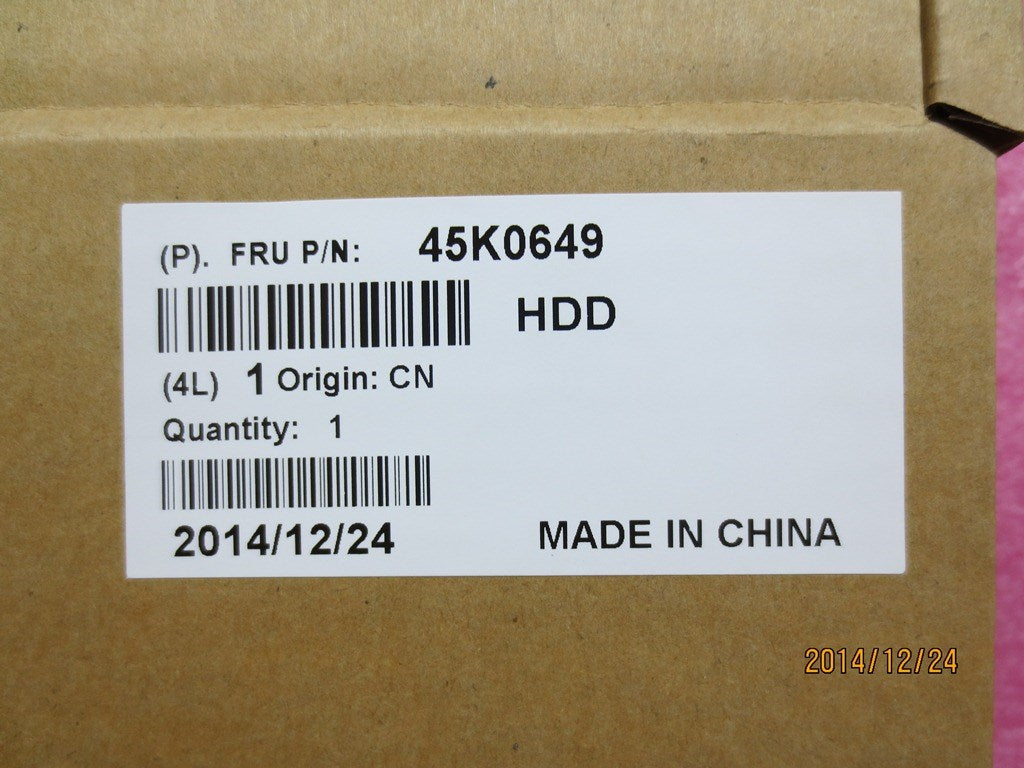 (P). FRU P/N: 45K0649
HDD
(4L) 1 Origin: CN
Quantity: 1
2014/12/24 MADE IN CHINA
2014/12/24